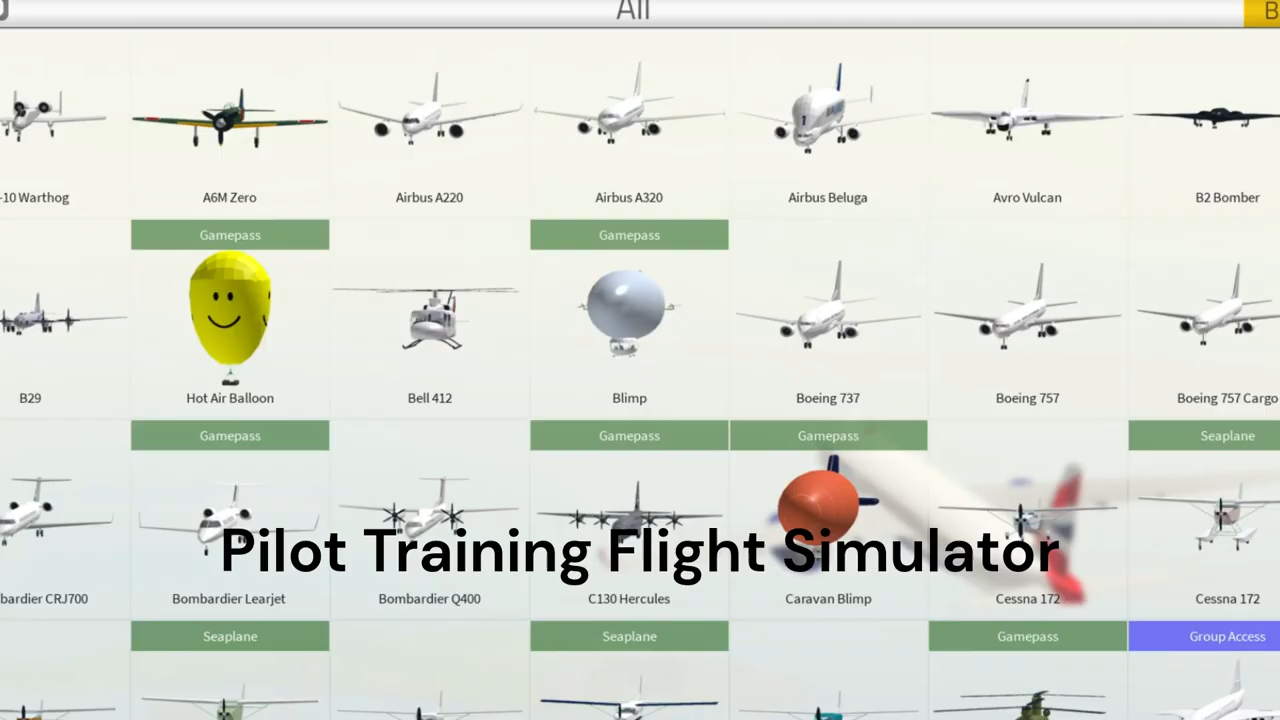 All
B
-10 Warthog
A6M Zero
Airbus A220
Airbus A320
Airbus Beluga
Avro Vulcan
B2 Bomber
Gamepass
Gamepass
B29
Hot Air Balloon
Bell 412
Blimp
Boeing 737
Boeing 757
Boeing 757 Cargo
Gamepass
Gamepass
Gamepass
Seaplane
Pilot Training Flight Simulator
bardier CRJ700
Bombardier Learjet
Bombardier Q400
C130 Hercules
Caravan Blimp
Cessna 172
Cessna 172
Seaplane
Seaplane
Gamepass
Group Access